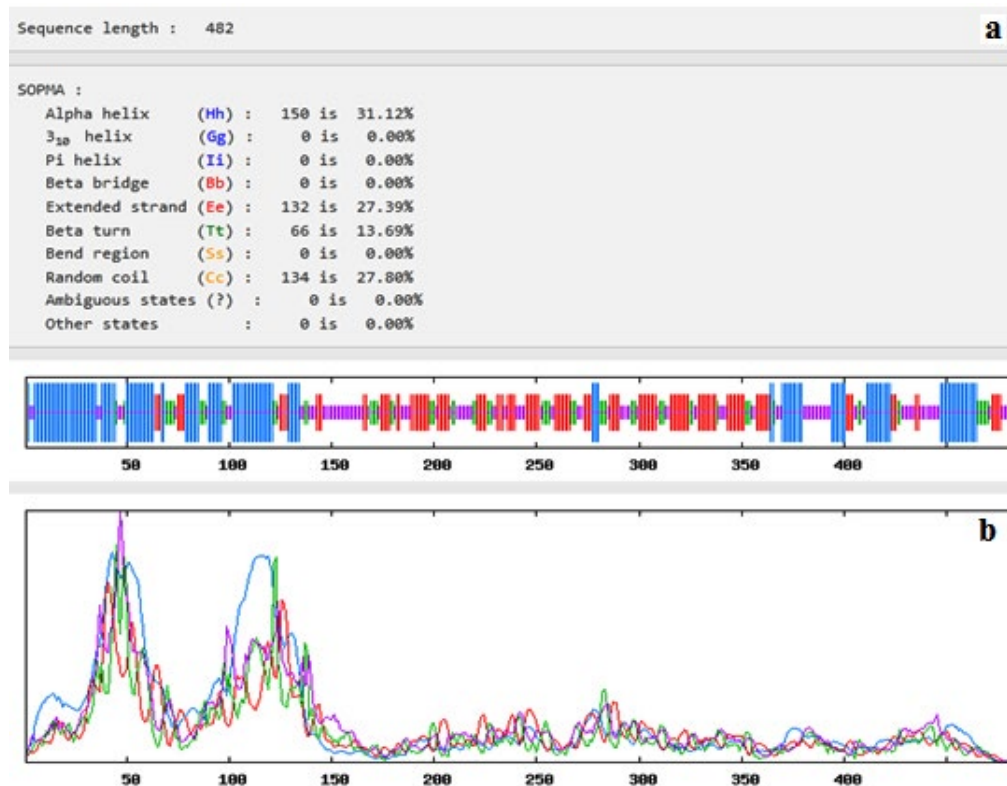 Sequence length : 482
a
SOPMA :
Alpha helix (Hh) : 150 is 31.12%
3₁₀ helix (Gg) : 0 is 0.00%
Pi helix (Ii) : 0 is 0.00%
Beta bridge (Bb) : 0 is 0.00%
Extended strand (Ee) : 132 is 27.39%
Beta turn (Tt) : 66 is 13.69%
Bend region (Ss) : 0 is 0.00%
Random coil (Cc) : 134 is 27.80%
Ambiguous states (?) : 0 is 0.00%
Other states : 0 is 0.00%
50 100 150 200 250 300 350 400
b
50 100 150 200 250 300 350 400